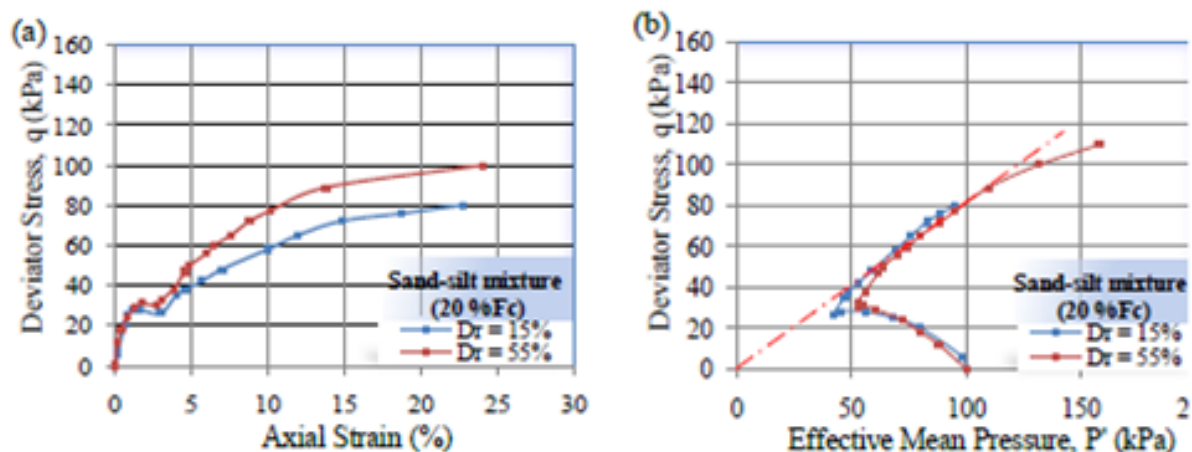 (a)
160
140
120
100
80
60
40
20
0
Deviator Stress, q (kPa)
Sand-silt mixture
(20 %Fc)
Dr = 15%
Dr = 55%
0 5 10 15 20 25 30
Axial Strain (%)
(b)
160
140
120
100
80
60
40
20
0
Deviator Stress, q (kPa)
Sand-silt mixture
(20 %Fc)
Dr = 15%
Dr = 55%
0 50 100 150 2
Effective Mean Pressure, P' (kPa)